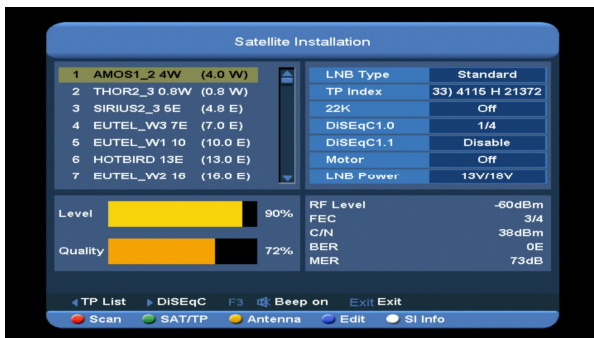 Satellite Installation
1 AMOS1_2 4W (4.0 W)
2 THOR2_3 0.8W (0.8 W)
3 SIRIUS2_3 5E (4.8 E)
4 EUTEL_W3 7E (7.0 E)
5 EUTEL_W1 10 (10.0 E)
6 HOTBIRD 13E (13.0 E)
7 EUTEL_W2 16 (16.0 E)
LNB Type Standard
TP Index 33) 4115 H 21372
22K Off
DiSEqC1.0 1/4
DiSEqC1.1 Disable
Motor Off
LNB Power 13V/18V
Level 90%
Quality 72%
RF Level -60dBm
FEC 3/4
C/N 38dBm
BER 0E
MER 73dB
TP List DiSEqC F3 Beep on Exit Exit
Scan SAT/TP Antenna Edit SI Info